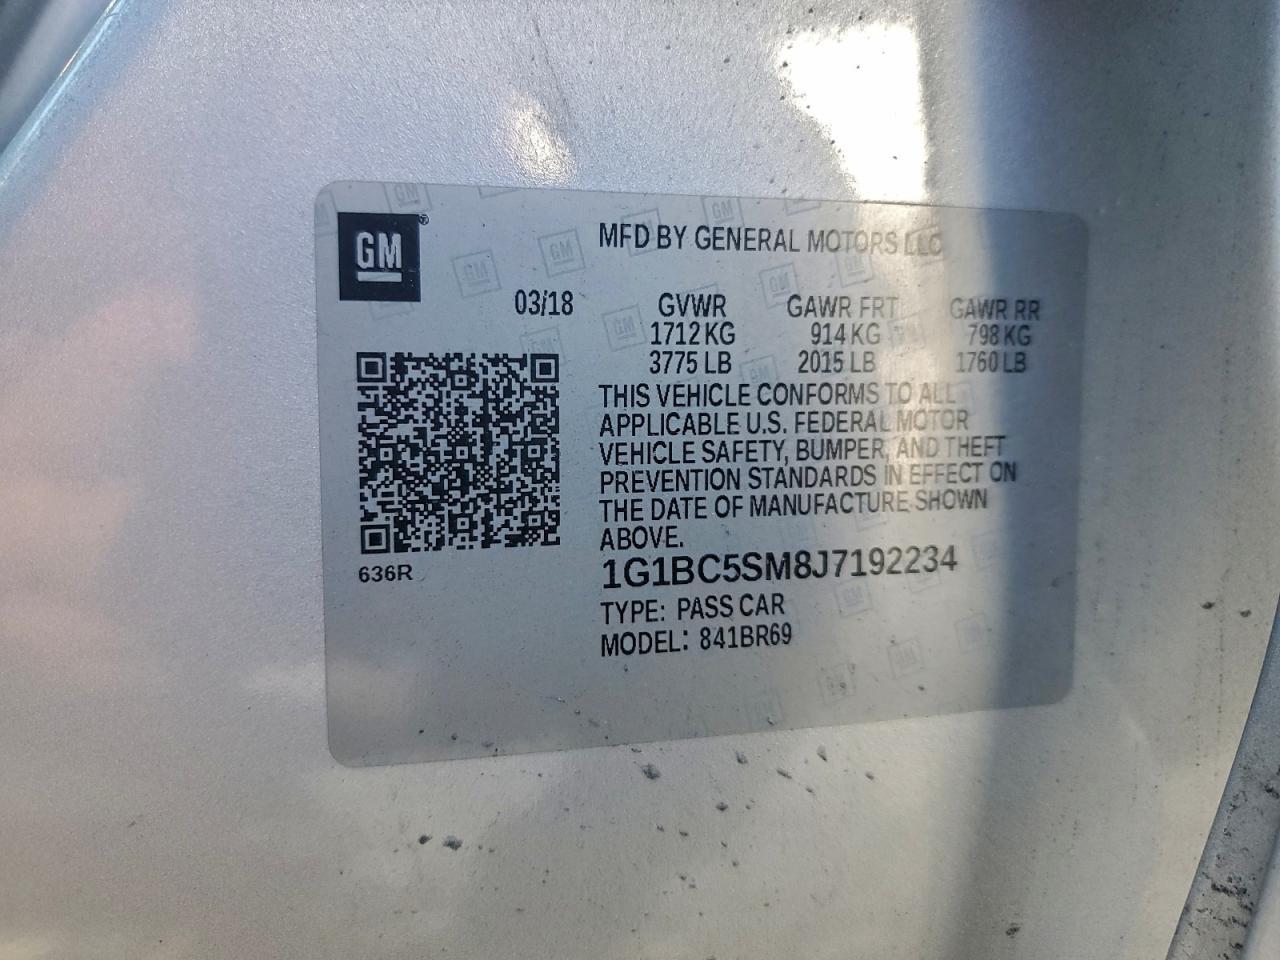 GM®
MFD BY GENERAL MOTORS LLC
03/18 GVWR GAWR FRT GAWR RR
1712 KG 914 KG 798 KG
3775 LB 2015 LB 1760 LB
THIS VEHICLE CONFORMS TO ALL
APPLICABLE U.S. FEDERAL MOTOR
VEHICLE SAFETY, BUMPER, AND THEFT
PREVENTION STANDARDS IN EFFECT ON
THE DATE OF MANUFACTURE SHOWN
ABOVE.
636R
1G1BC5SM8J7192234
TYPE: PASS CAR
MODEL: 841BR69